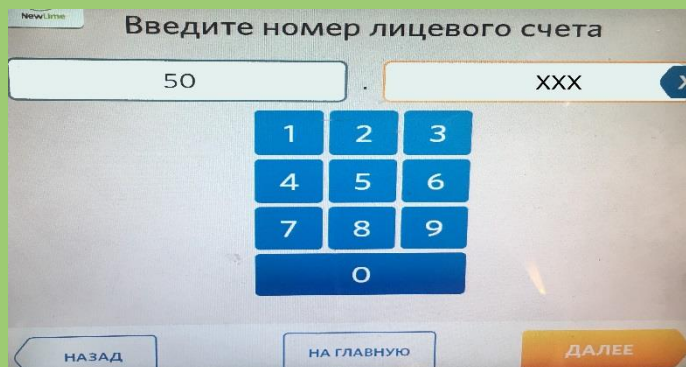 NewLime
Введите номер лицевого счета
50 . XXX X
1 2 3
4 5 6
7 8 9
0
НАЗАД НА ГЛАВНУЮ ДАЛЕЕ